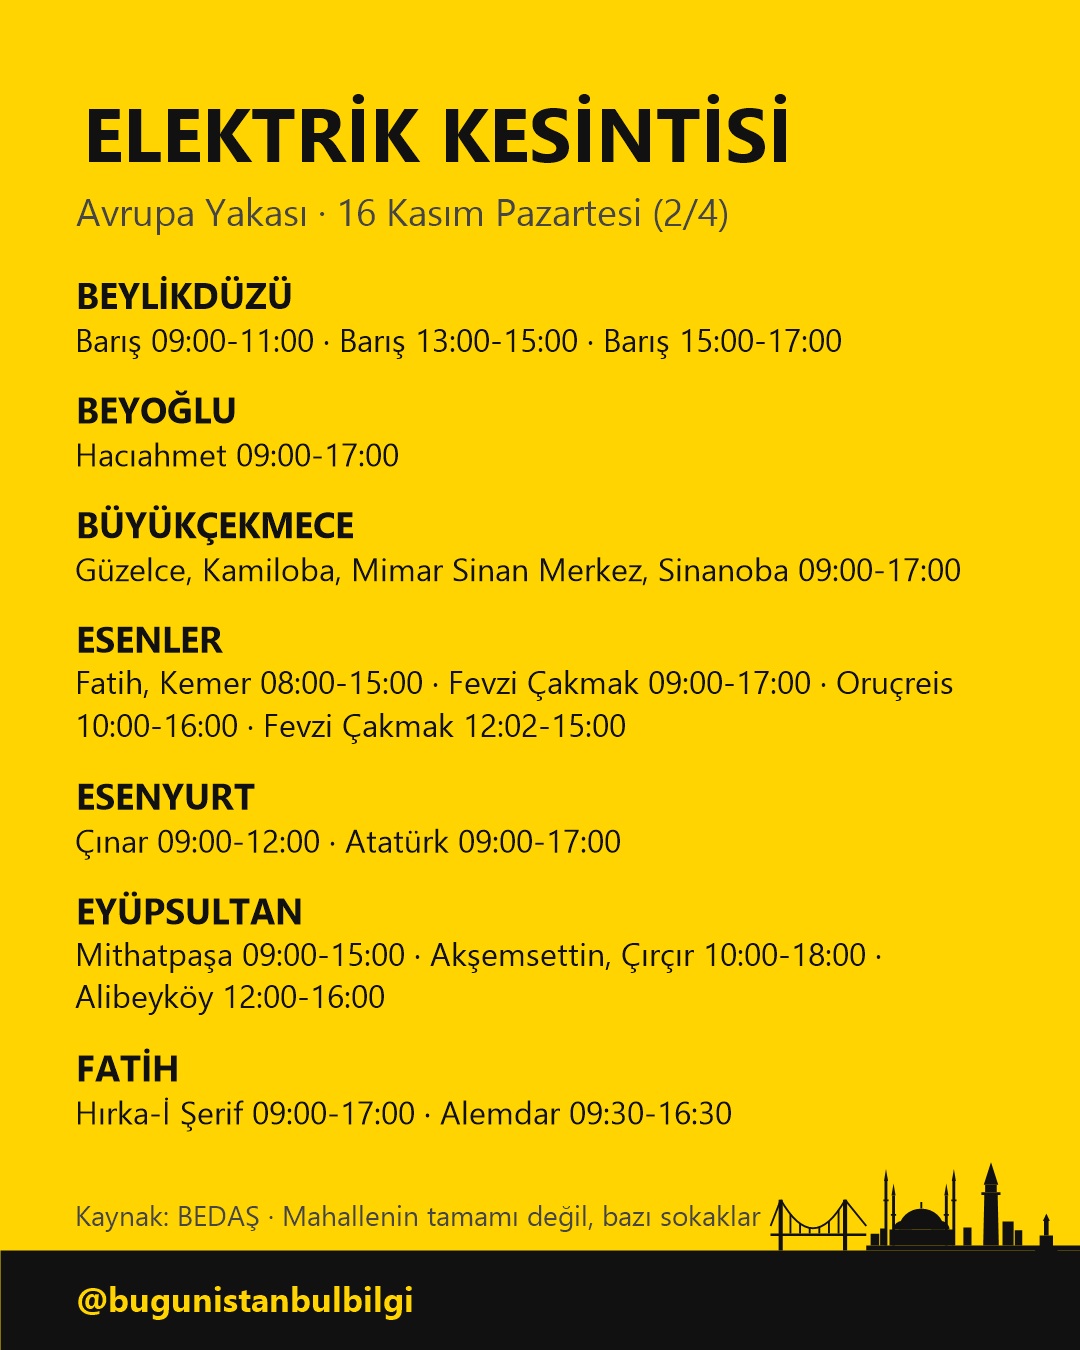 ELEKTRİK KESİNTİSİ
Avrupa Yakası · 16 Kasım Pazartesi (2/4)
BEYLİKDÜZÜ
Barış 09:00-11:00 · Barış 13:00-15:00 · Barış 15:00-17:00
BEYOĞLU
Hacıahmet 09:00-17:00
BÜYÜKÇEKMECE
Güzelce, Kamiloba, Mimar Sinan Merkez, Sinanoba 09:00-17:00
ESENLER
Fatih, Kemer 08:00-15:00 · Fevzi Çakmak 09:00-17:00 · Oruçreis
10:00-16:00 · Fevzi Çakmak 12:02-15:00
ESENYURT
Çınar 09:00-12:00 · Atatürk 09:00-17:00
EYÜPSULTAN
Mithatpaşa 09:00-15:00 · Akşemsettin, Çırçır 10:00-18:00 ·
Alibeyköy 12:00-16:00
FATİH
Hırka-İ Şerif 09:00-17:00 · Alemdar 09:30-16:30
Kaynak: BEDAŞ · Mahallenin tamamı değil, bazı sokaklar
@bugunistanbulbilgi